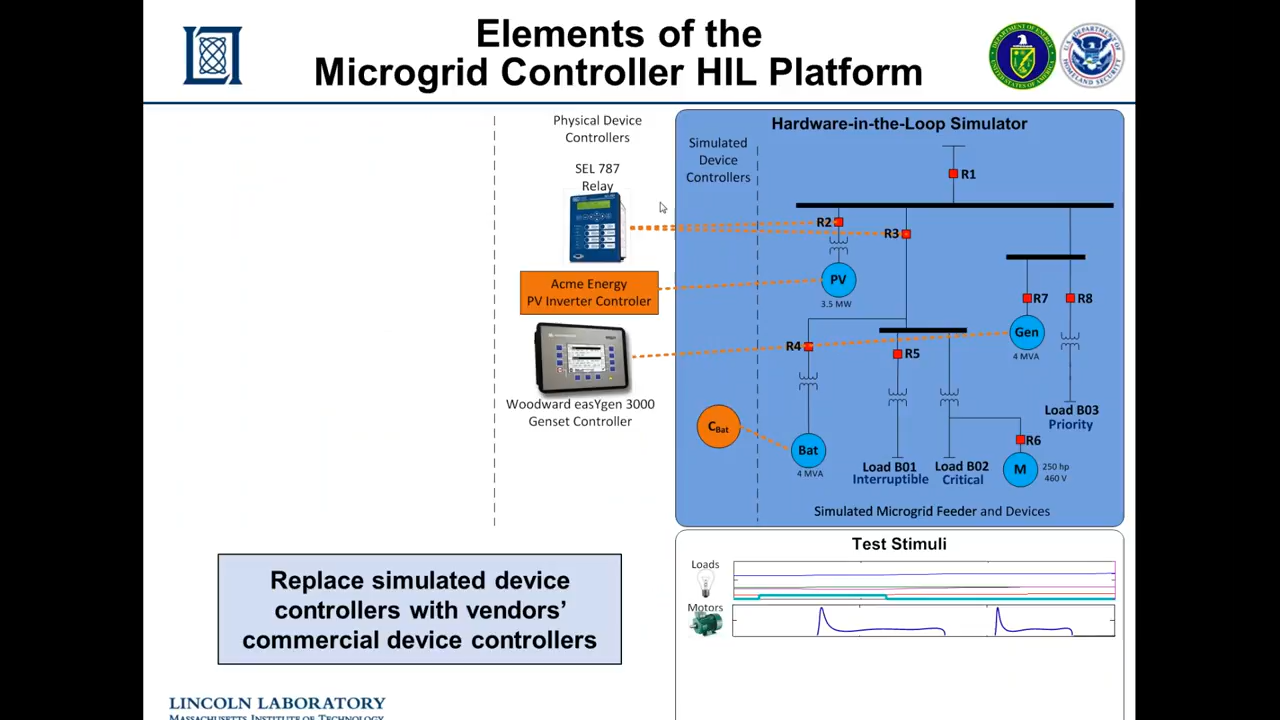 Elements of the
Microgrid Controller HIL Platform
Physical Device
Controllers
SEL 787
Relay
Acme Energy
PV Inverter Controler
Woodward easYgen 3000
Genset Controller
Hardware-in-the-Loop Simulator
Simulated
Device
Controllers
R1
R2
R3
PV
3.5 MW
R7
R8
Gen
4 MVA
R4
R5
Load B03
Priority
CBat
Bat
4 MVA
R6
Load B01
Interruptible
Load B02
Critical
M
250 hp
460 V
Simulated Microgrid Feeder and Devices
Test Stimuli
Loads
Motors
Replace simulated device
controllers with vendors’
commercial device controllers
LINCOLN LABORATORY
MASSACHUSETTS INSTITUTE OF TECHNOLOGY